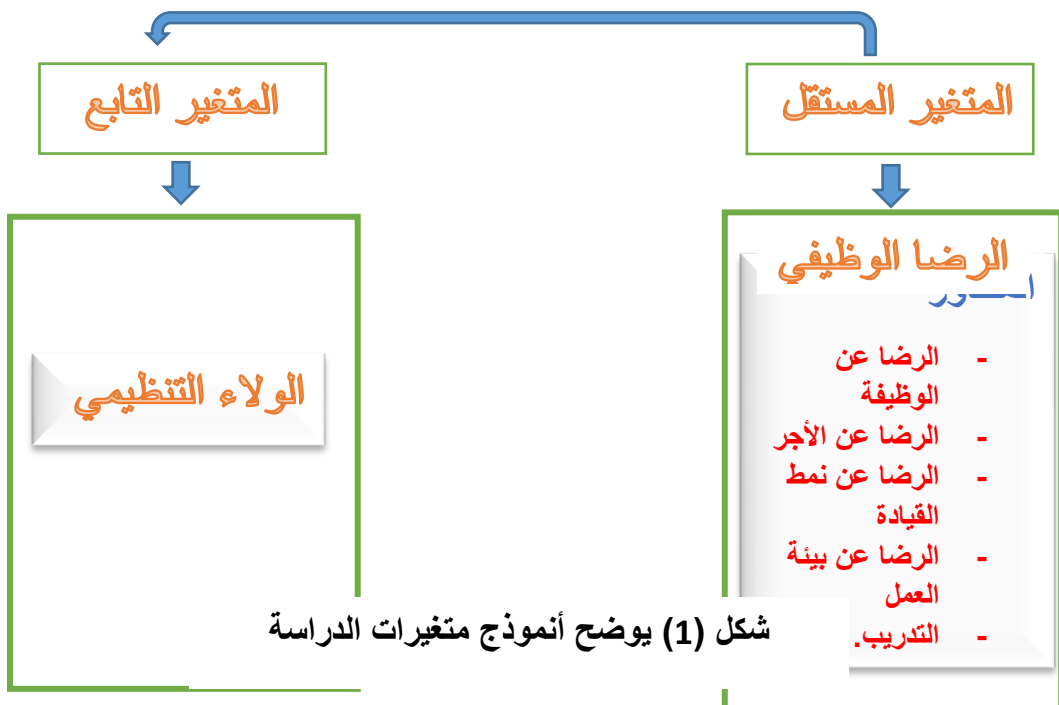 المتغير المستقل
المتغير التابع
الرضا الوظيفي
- الرضا عن
الوظيفة
- الرضا عن الأجر
- الرضا عن نمط
القيادة
- الرضا عن بيئة
العمل
- التدريب.
الولاء التنظيمي
شكل (1) يوضح أنموذج متغيرات الدراسة